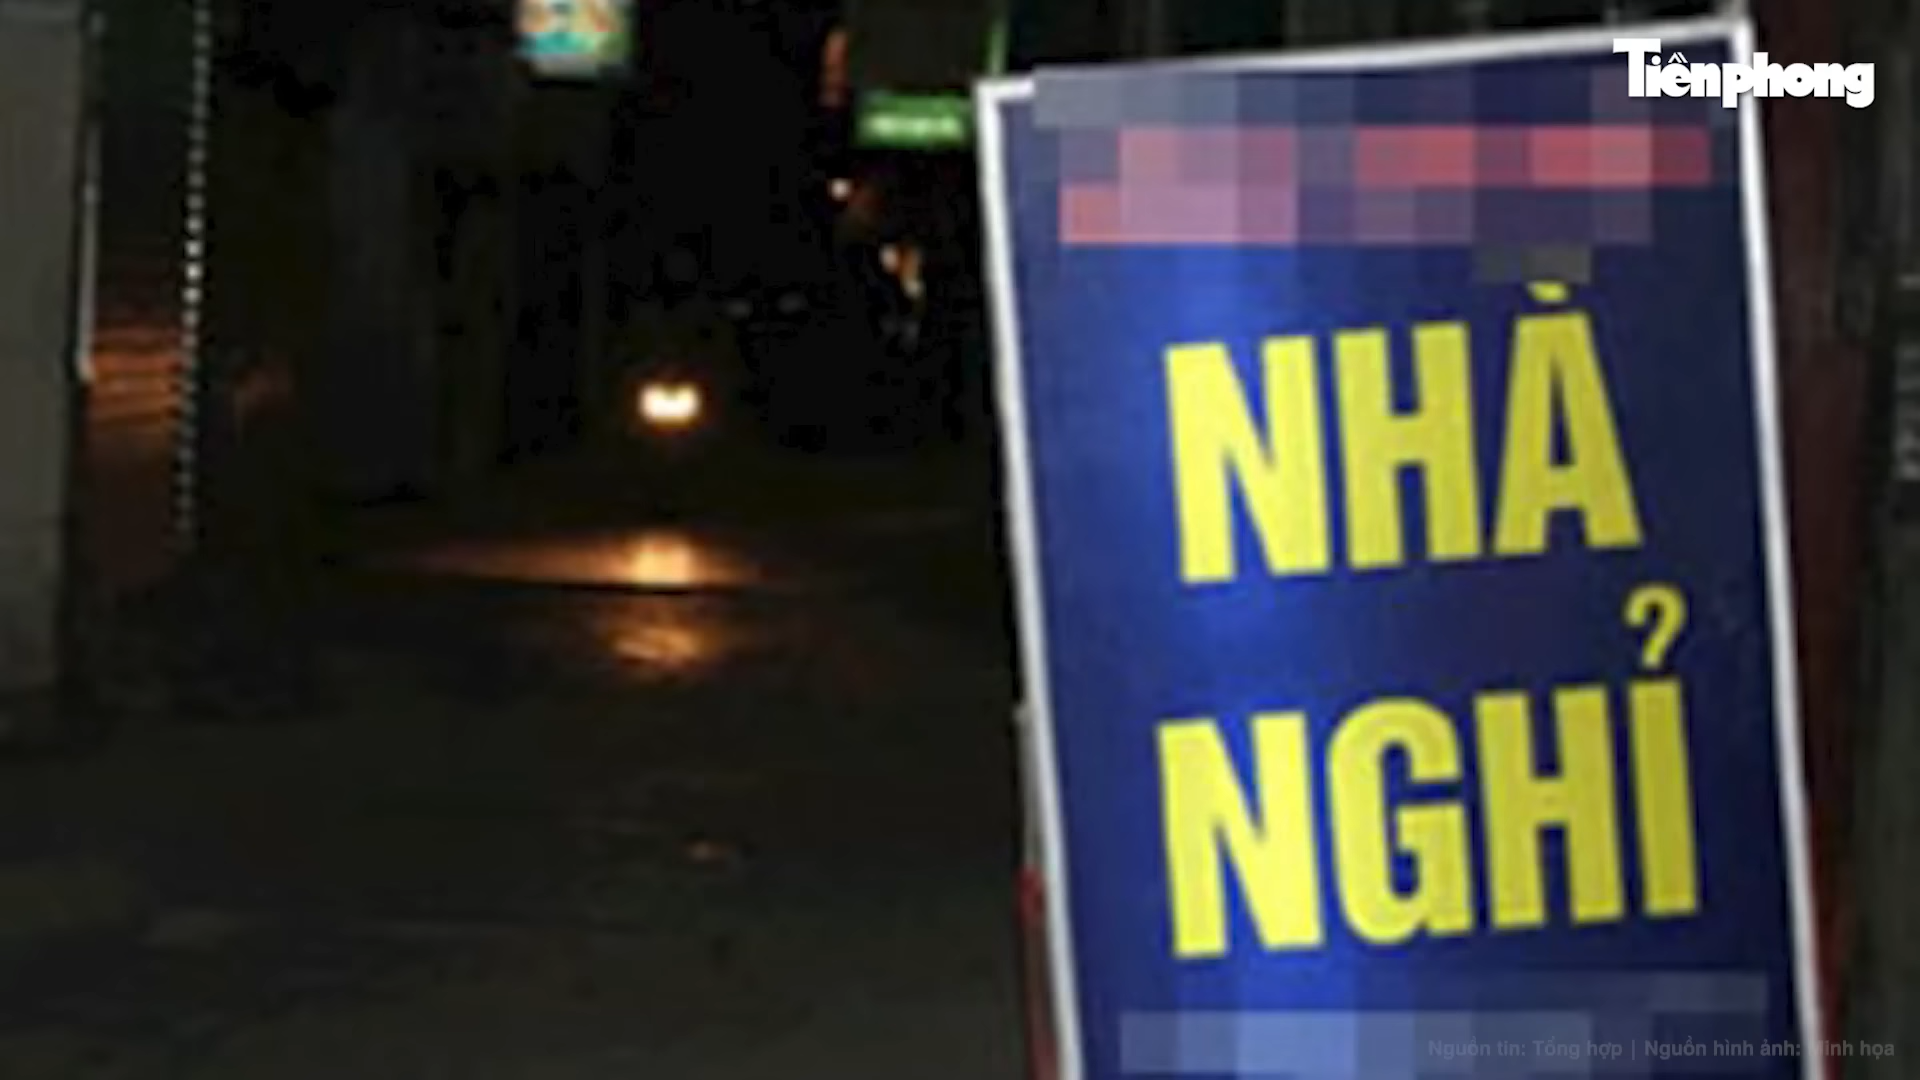 Tiềnphong
NHÀ
NGHỈ
Nguồn tin: Tổng hợp | Nguồn hình ảnh: Minh họa